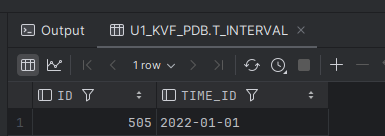 Output U1_KVF_PDB.T_INTERVAL
1 row
ID TIME_ID
1 505 2022-01-01